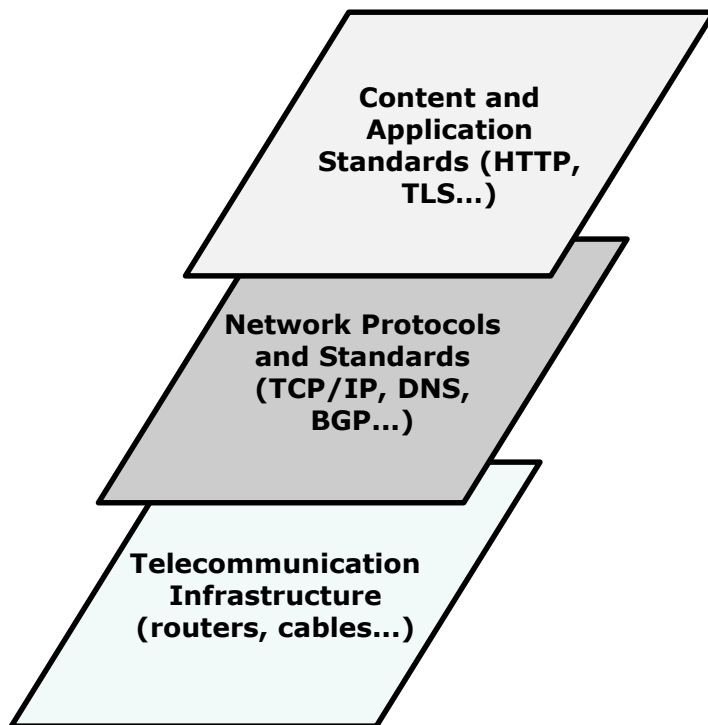 Content and
Application
Standards (HTTP,
TLS...)
Network Protocols
and Standards
(TCP/IP, DNS,
BGP...)
Telecommunication
Infrastructure
(routers, cables...)